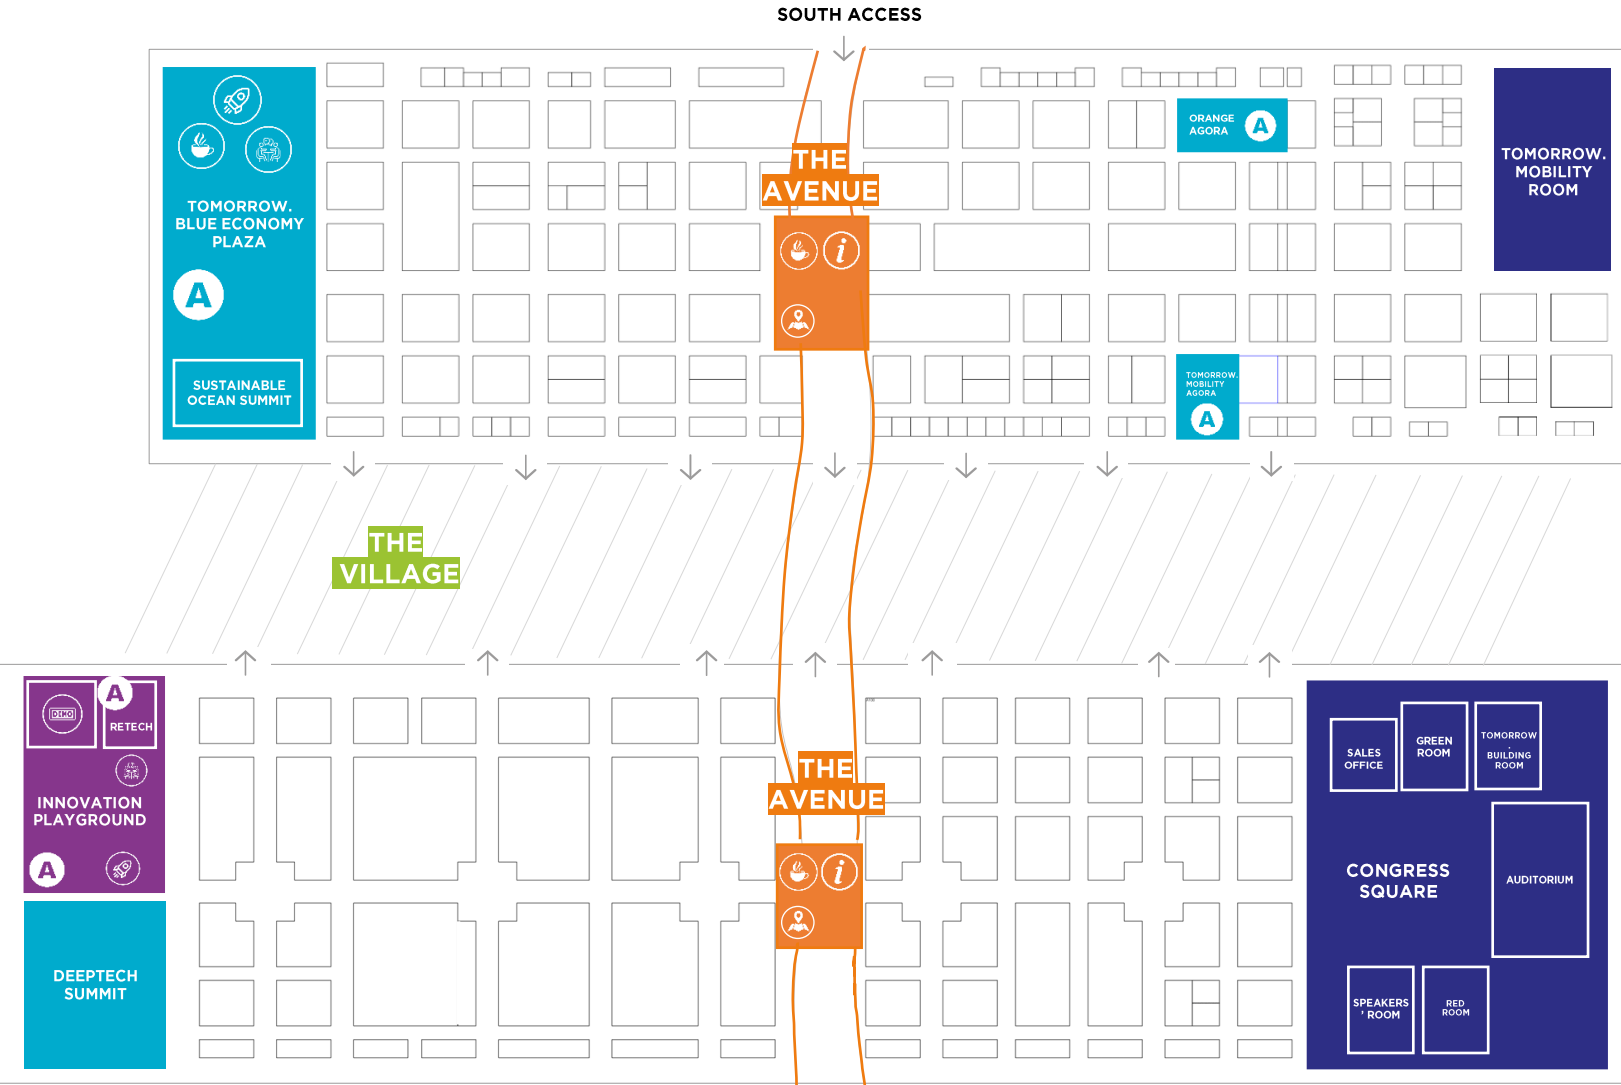 SOUTH ACCESS
TOMORROW.
BLUE ECONOMY
PLAZA
A
SUSTAINABLE
OCEAN SUMMIT
THE
AVENUE
i
ORANGE
AGORA
A
TOMORROW.
MOBILITY
ROOM
TOMORROW.
MOBILITY
AGORA
A
THE
VILLAGE
DEMO
A
RETECH
INNOVATION
PLAYGROUND
A
DEEPTECH
SUMMIT
THE
AVENUE
i
SALES
OFFICE
GREEN
ROOM
TOMORROW
.
BUILDING
ROOM
CONGRESS
SQUARE
AUDITORIUM
SPEAKERS
' ROOM
RED
ROOM